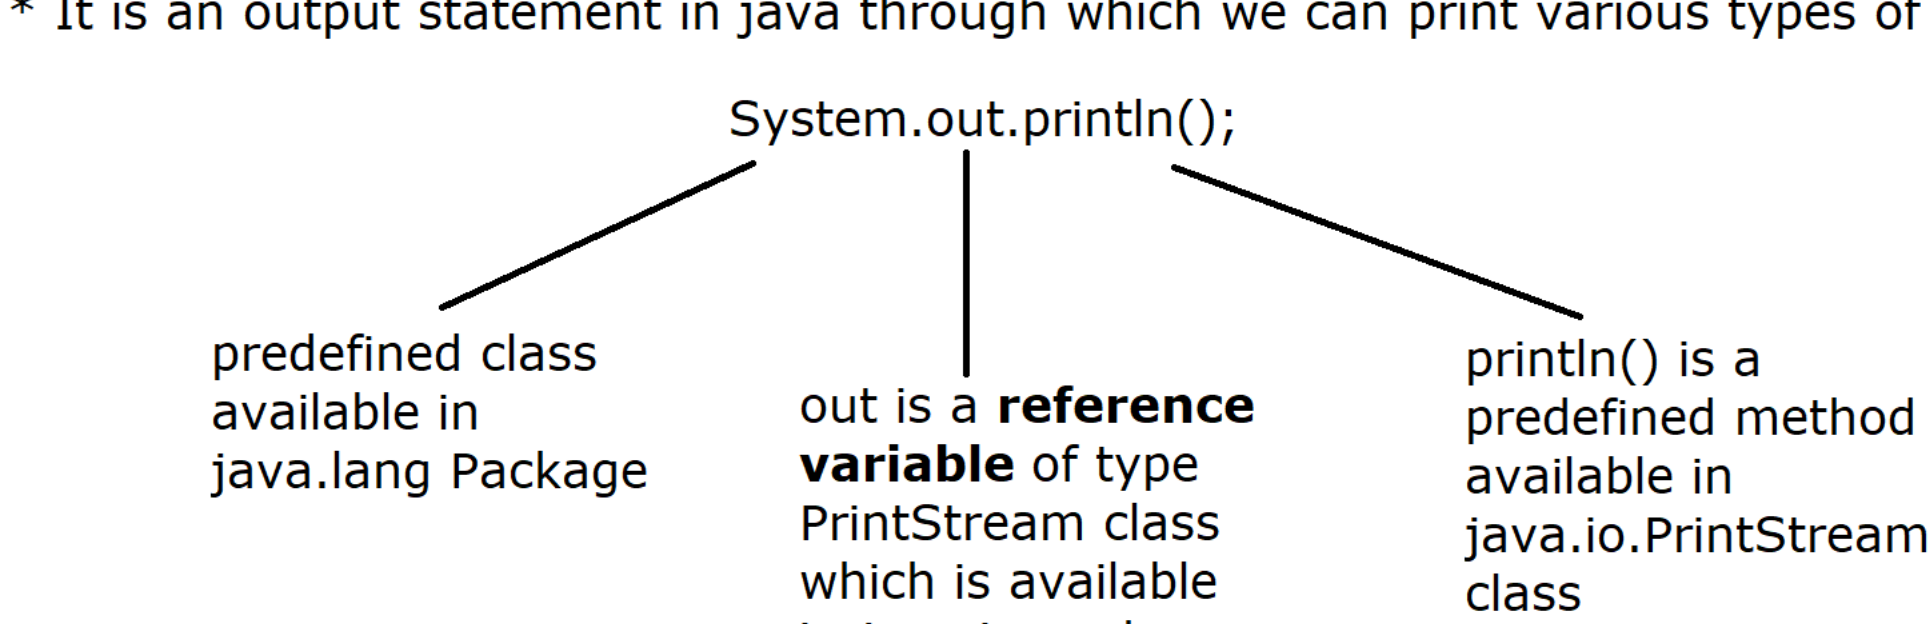 * It is an output statement in java through which we can print various types of
System.out.println();
predefined class
available in
java.lang Package
out is a reference
variable of type
PrintStream class
which is available
println() is a
predefined method
available in
java.io.PrintStream
class